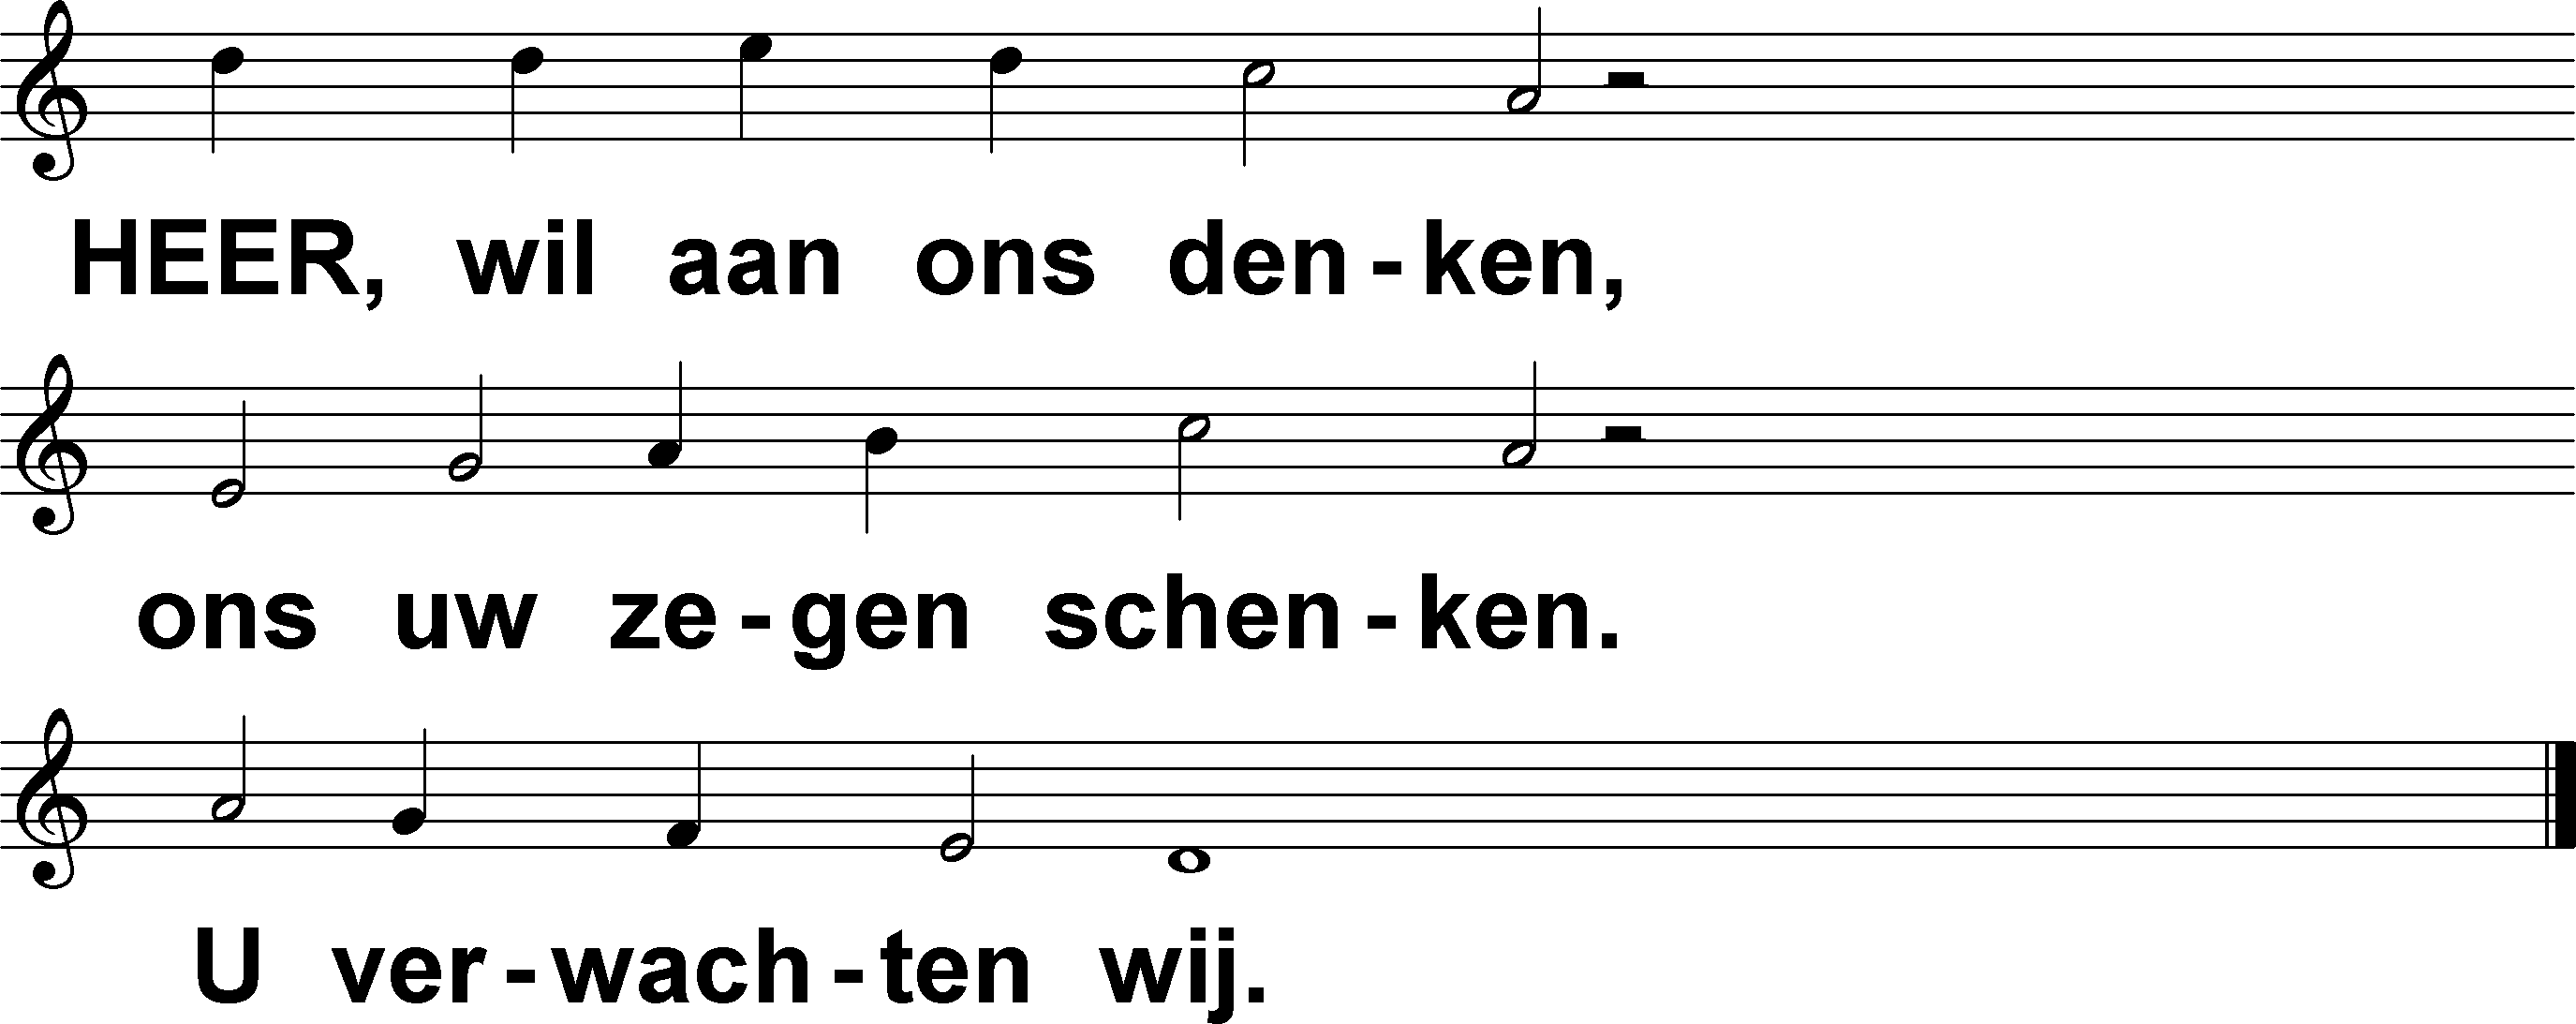 HEER, wil aan ons den-ken,
ons uw ze-gen schen-ken.
U ver-wach-ten wij.